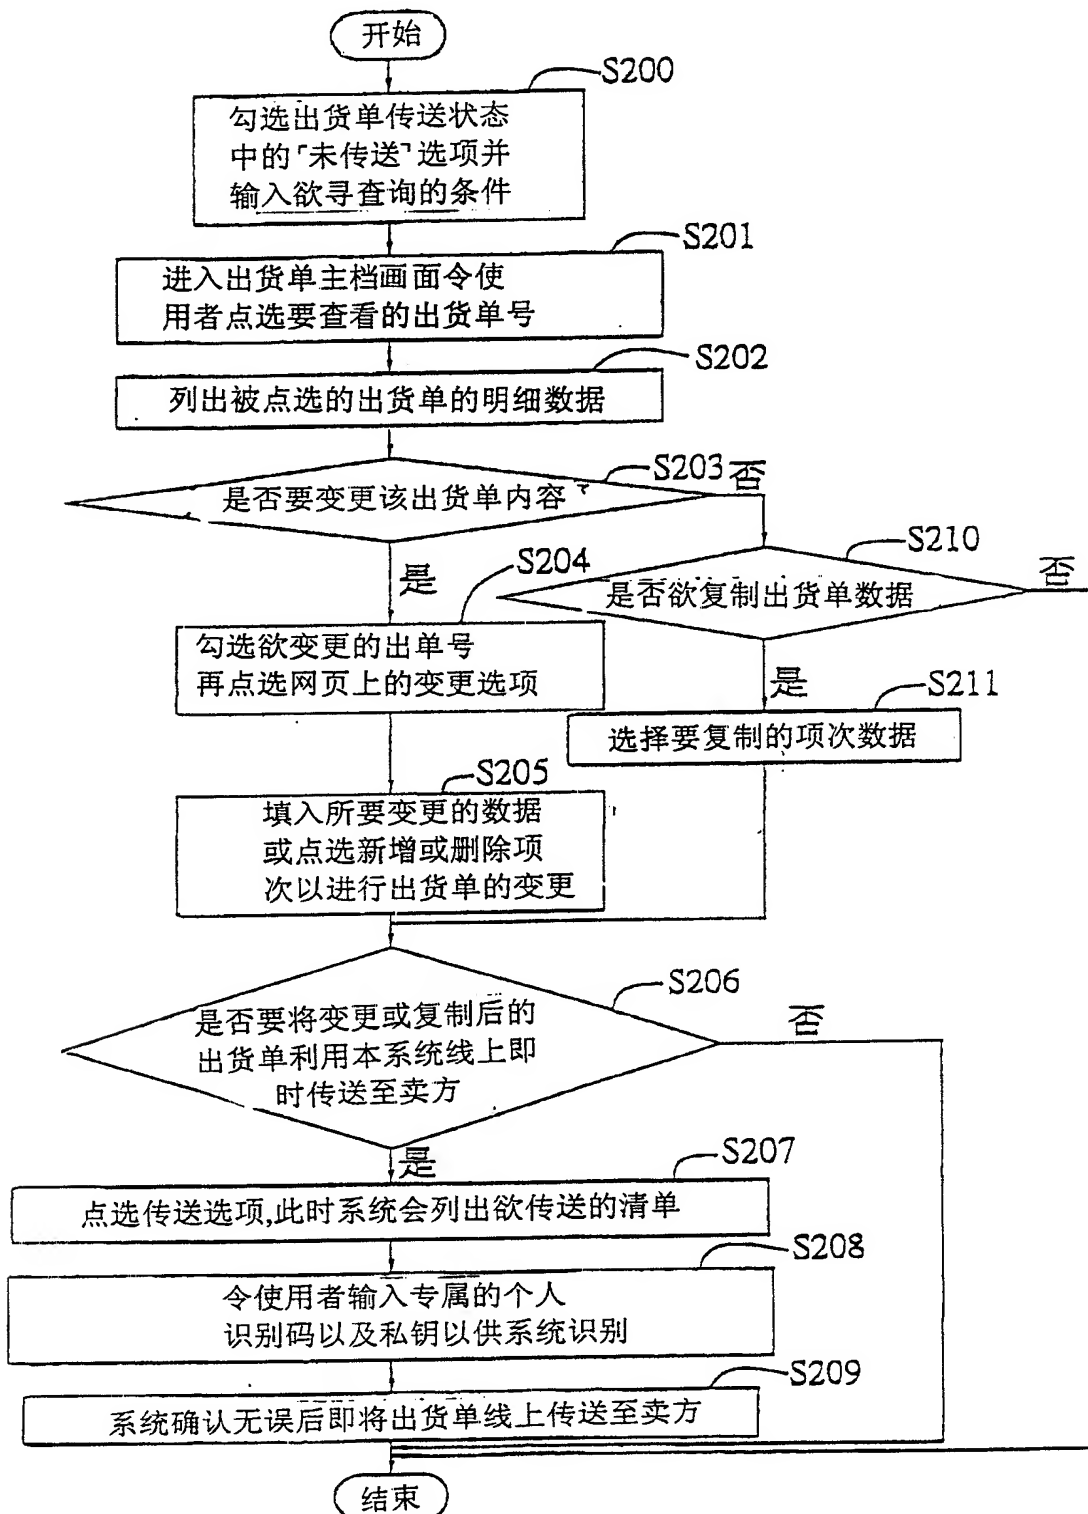 开始
S200
勾选出货单传送状态
中的「未传送」选项并
输入欲寻查询的条件
S201
进入出货单主档画面令使
用者点选要查看的出货单号
S202
列出被点选的出货单的明细数据
S203
否
是否要变更该出货单内容
S210
是
S204
否
是否欲复制出货单数据
勾选欲变更的出单号
再点选网页上的变更选项
是
S211
选择要复制的项次数据
S205
填入所要变更的数据
或点选新增或删除项
次以进行出货单的变更
S206
否
是否要将变更或复制后的
出货单利用本系统线上即
时传送至卖方
是
S207
点选传送选项,此时系统会列出欲传送的清单
S208
令使用者输入专属的个人
识别码以及私钥以供系统识别
S209
系统确认无误后即将出货单线上传送至卖方
结束